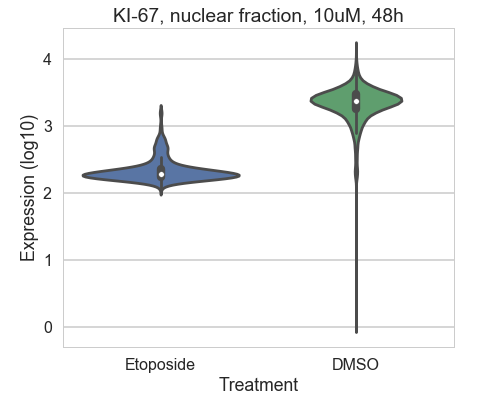 KI-67, nuclear fraction, 10uM, 48h
Expression (log10)
4
3
2
1
0
Etoposide DMSO
Treatment